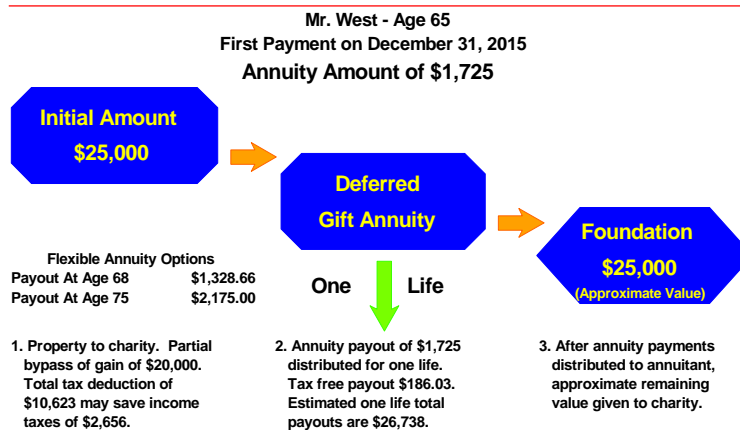 Mr. West - Age 65
First Payment on December 31, 2015
Annuity Amount of $1,725
Initial Amount
$25,000
Deferred
Gift Annuity
Foundation
$25,000
(Approximate Value)
Flexible Annuity Options
Payout At Age 68 $1,328.66
Payout At Age 75 $2,175.00
One Life
1. Property to charity. Partial
bypass of gain of $20,000.
Total tax deduction of
$10,623 may save income
taxes of $2,656.
2. Annuity payout of $1,725
distributed for one life.
Tax free payout $186.03.
Estimated one life total
payouts are $26,738.
3. After annuity payments
distributed to annuitant,
approximate remaining
value given to charity.